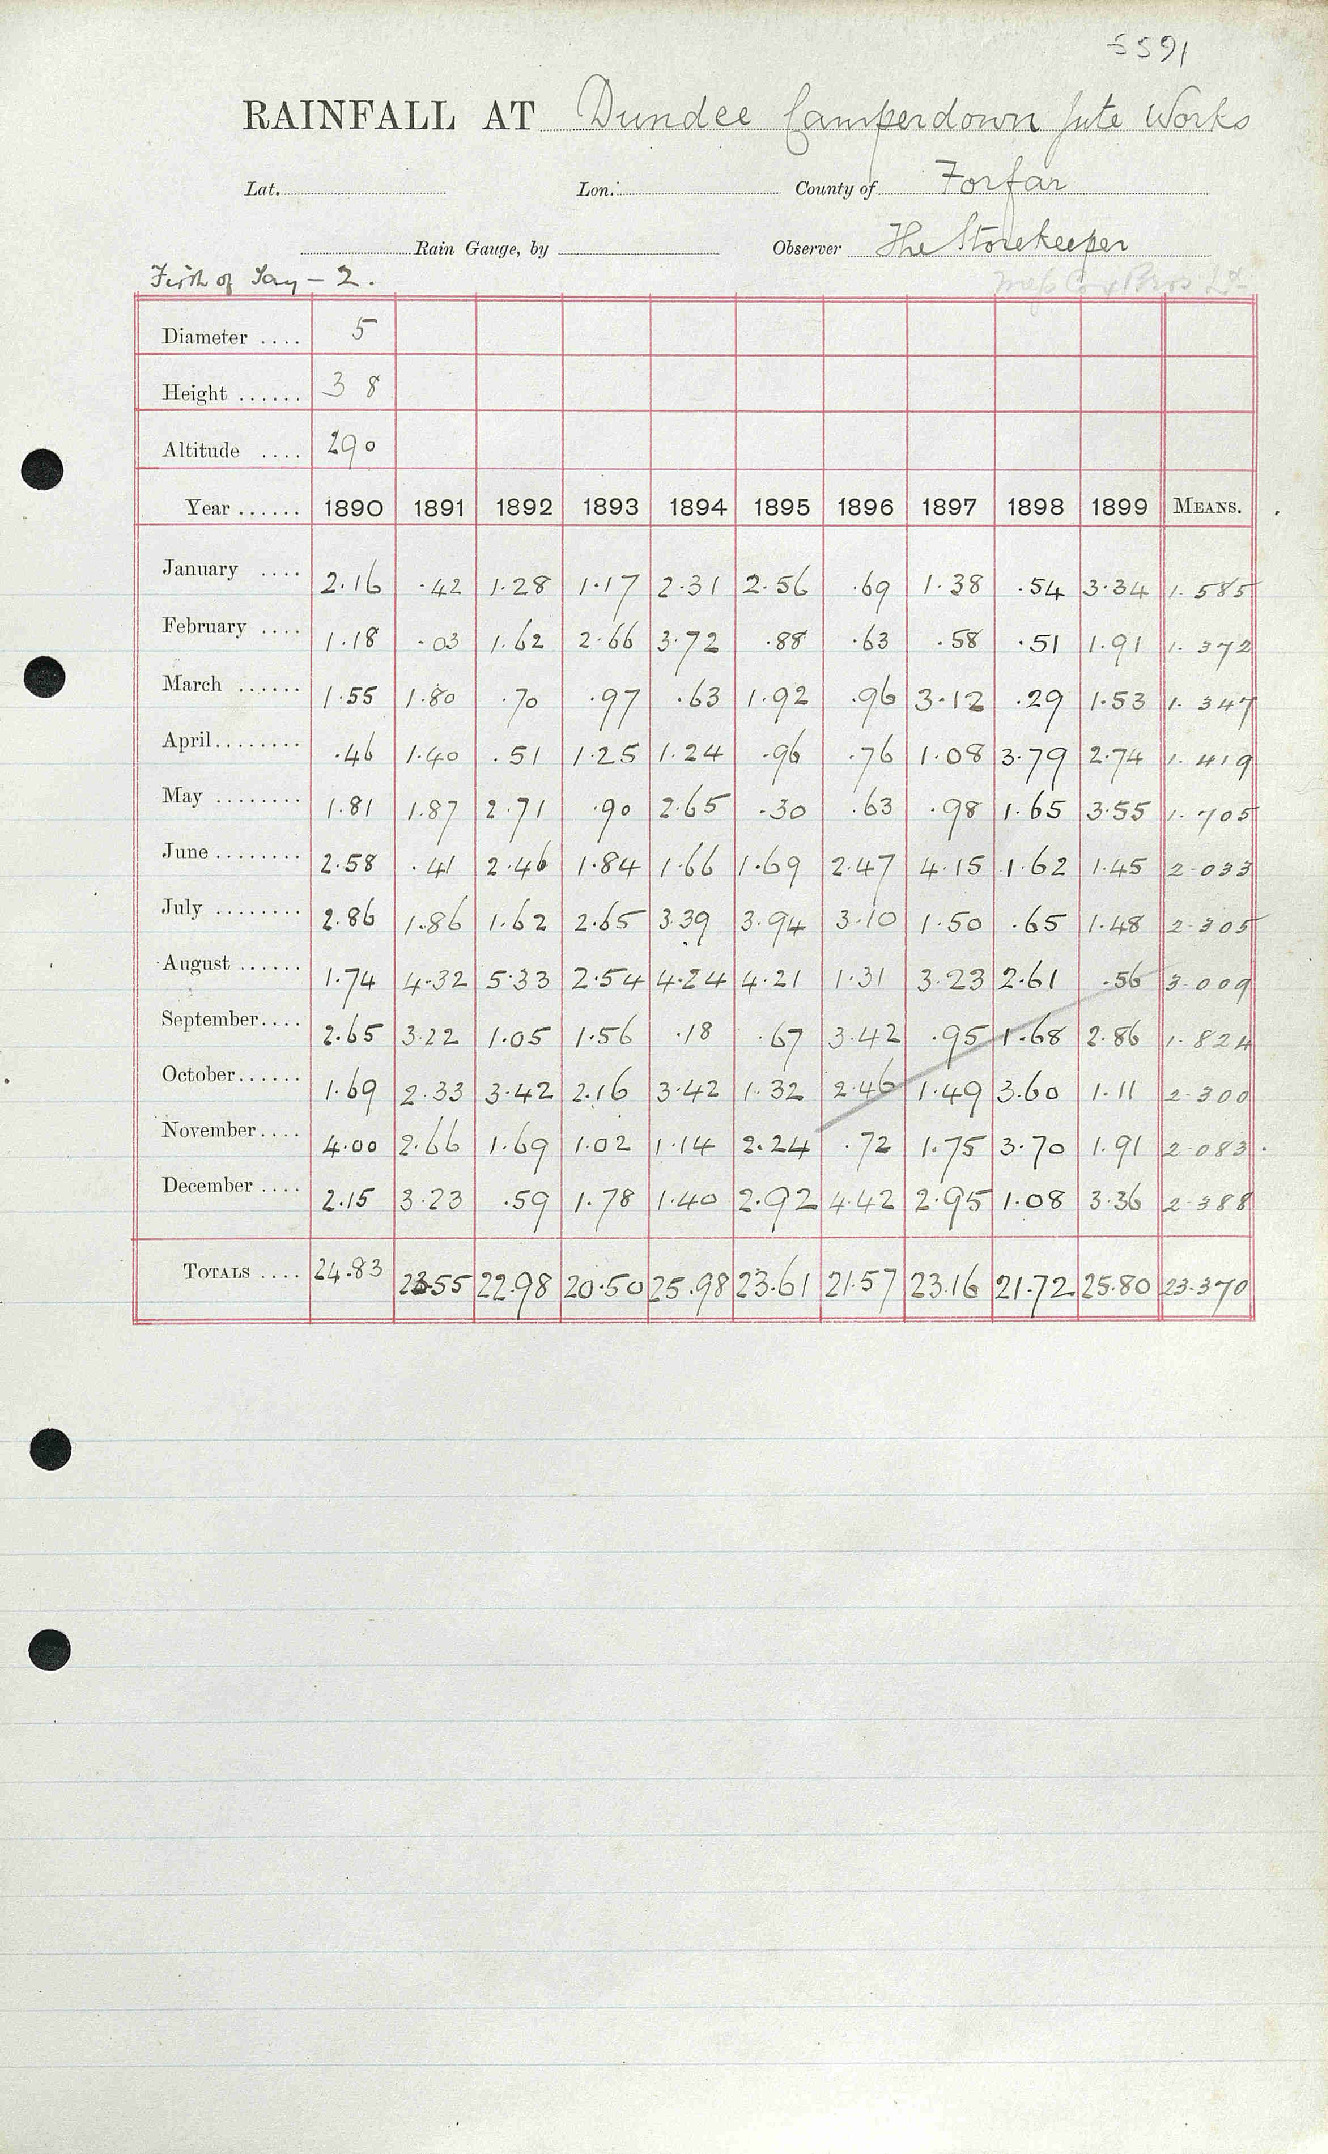 5591
RAINFALL AT Dundee Camperdown Jute Works
Lat. Lon. County of Forfar
Rain Gauge, by Observer The Storekeeper
Firth of Tay – 2. Mess Cox Bros Ld
Diameter .... 5
Height ...... 3 8
Altitude .... 290
Year ...... 1890 1891 1892 1893 1894 1895 1896 1897 1898 1899 MEANS.
January .... 2.16 .42 1.28 1.17 2.31 2.56 .69 1.38 .54 3.34 1.585
February .... 1.18 .03 1.62 2.66 3.72 .88 .63 .58 .51 1.91 1.372
March ...... 1.55 1.80 .70 .97 .63 1.92 .96 3.12 .29 1.53 1.347
April........ .46 1.40 .51 1.25 1.24 .96 .76 1.08 3.79 2.74 1.419
May ........ 1.81 1.87 2.71 .90 2.65 .30 .63 .98 1.65 3.55 1.705
June ........ 2.58 .41 2.46 1.84 1.66 1.69 2.47 4.15 1.62 1.45 2.033
July ........ 2.86 1.86 1.62 2.65 3.39 3.94 3.10 1.50 .65 1.48 2.305
August ...... 1.74 4.32 5.33 2.54 4.24 4.21 1.31 3.23 2.61 .56 3.009
September.... 2.65 3.22 1.05 1.56 .18 .67 3.42 .95 1.68 2.86 1.824
October...... 1.69 2.33 3.42 2.16 3.42 1.32 2.46 1.49 3.60 1.11 2.300
November.... 4.00 2.66 1.69 1.02 1.14 2.24 .72 1.75 3.70 1.91 2.083
December .... 2.15 3.23 .59 1.78 1.40 2.92 4.42 2.95 1.08 3.36 2.388
TOTALS .... 24.83 23.55 22.98 20.50 25.98 23.61 21.57 23.16 21.72 25.80 23.370